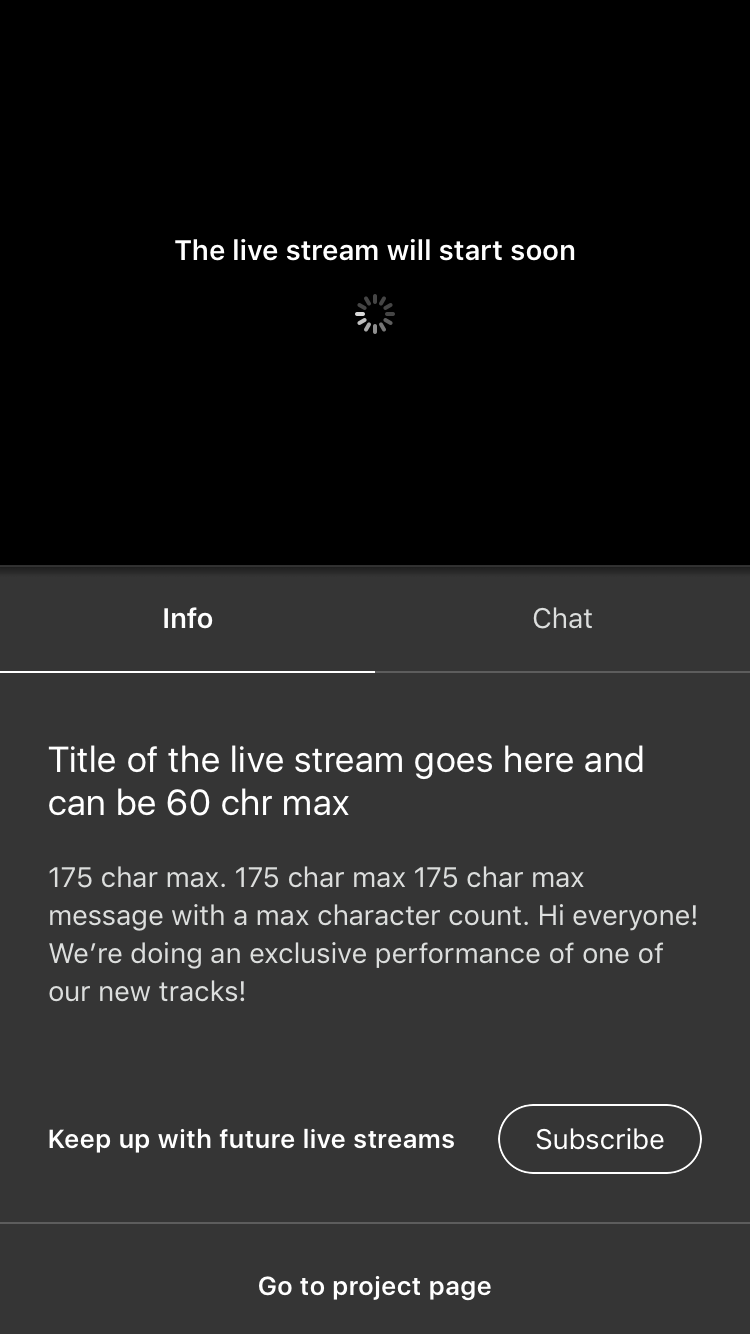 The live stream will start soon
Info
Chat
Title of the live stream goes here and
can be 60 chr max
175 char max. 175 char max 175 char max
message with a max character count. Hi everyone!
We’re doing an exclusive performance of one of
our new tracks!
Keep up with future live streams
Subscribe
Go to project page